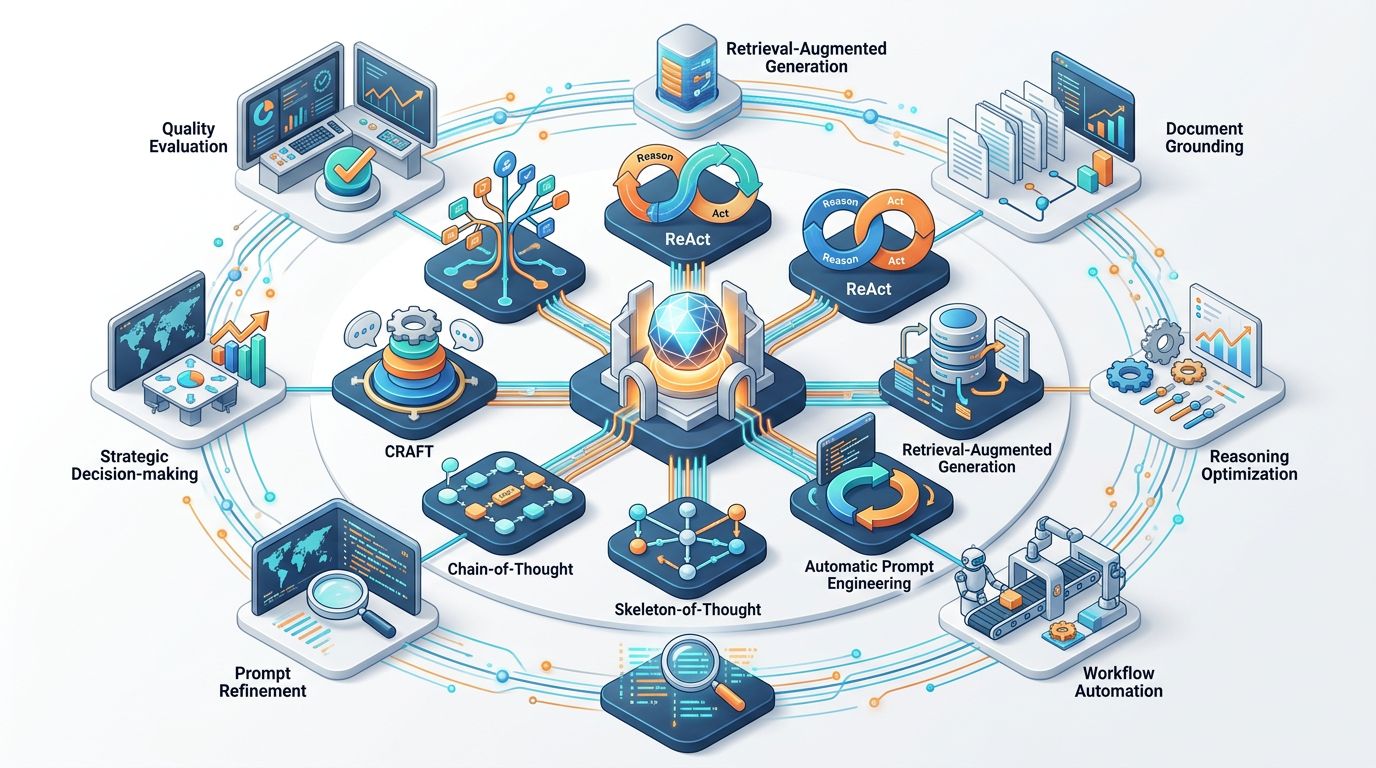 Retrieval-Augmented
Generation
Quality
Evaluation
Document
Grounding
Reason
Act
ReAct
Reason
Act
Reason
Act
ReAct
Strategic
Decision-making
CRAFT
Retrieval-Augmented
Generation
Reasoning
Optimization
Chain-of-Thought
Skeleton-of-Thought
Automatic Prompt
Engineering
Prompt
Refinement
Workflow
Automation